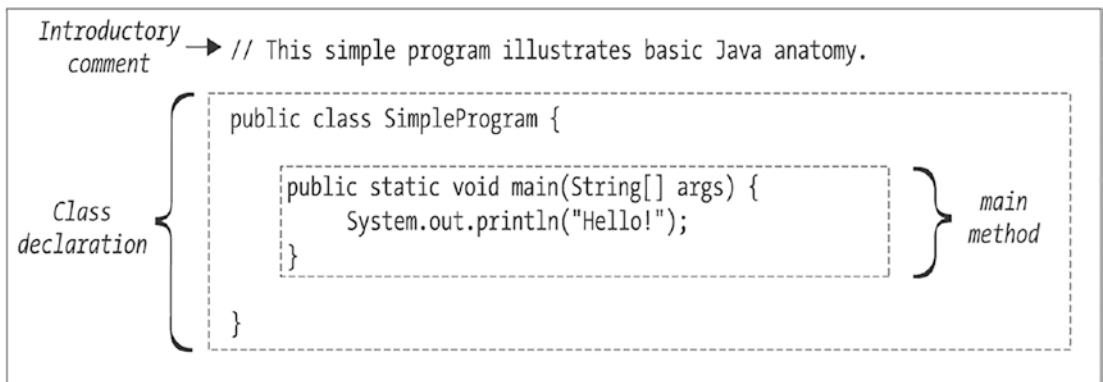 Introductory
comment
// This simple program illustrates basic Java anatomy.
public class SimpleProgram {
public static void main(String[] args) {
System.out.println("Hello!");
}
}
Class
declaration
main
method